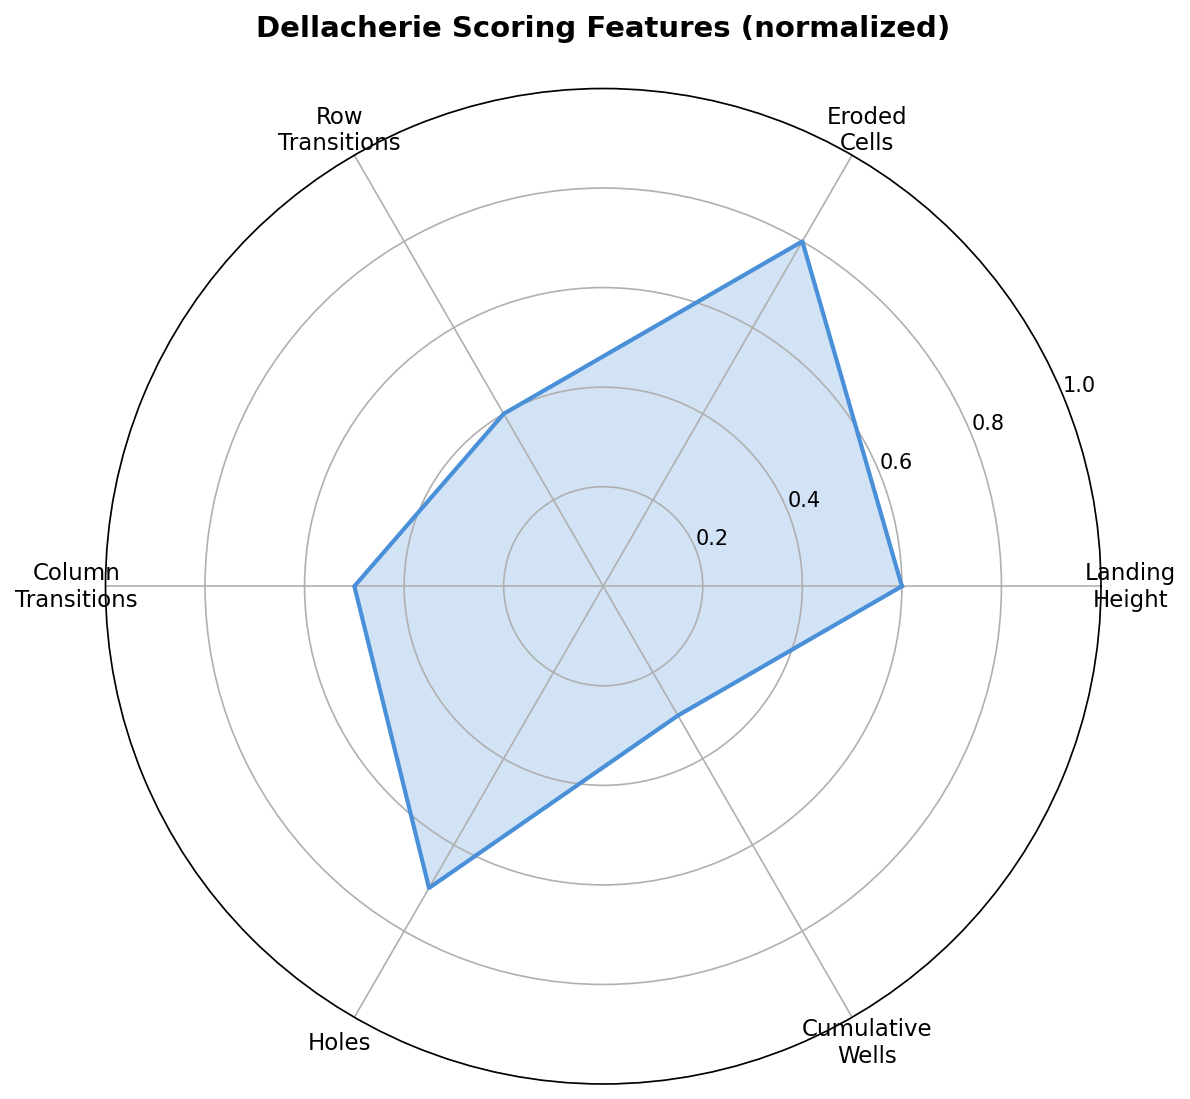 Dellacherie Scoring Features (normalized)
Row
Transitions
Eroded
Cells
1.0
0.8
0.6
0.4
0.2
Column
Transitions
Landing
Height
Holes
Cumulative
Wells